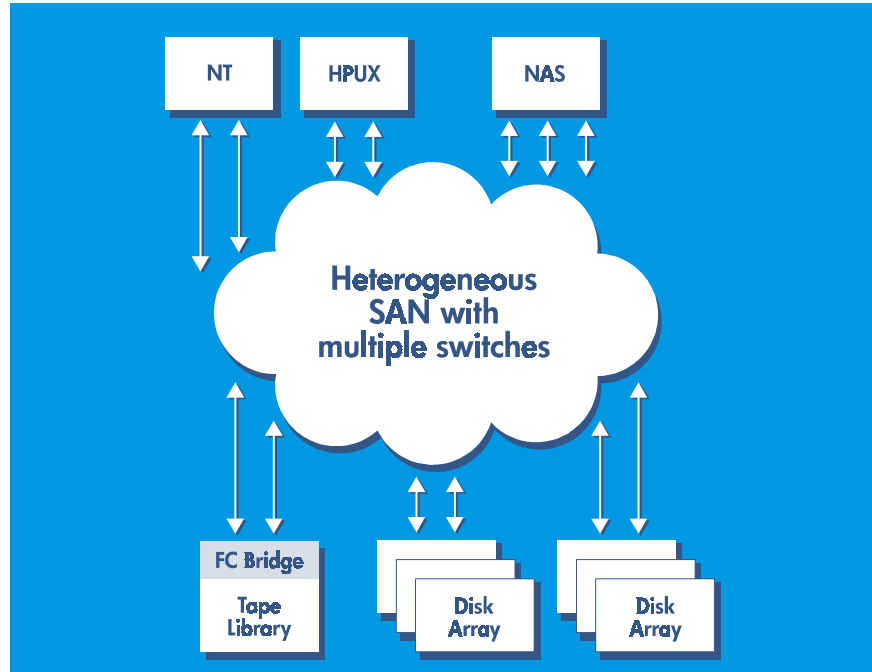 NT
HPUX
NAS
Heterogeneous
SAN with
multiple switches
FC Bridge
Tape
Library
Disk
Array
Disk
Array